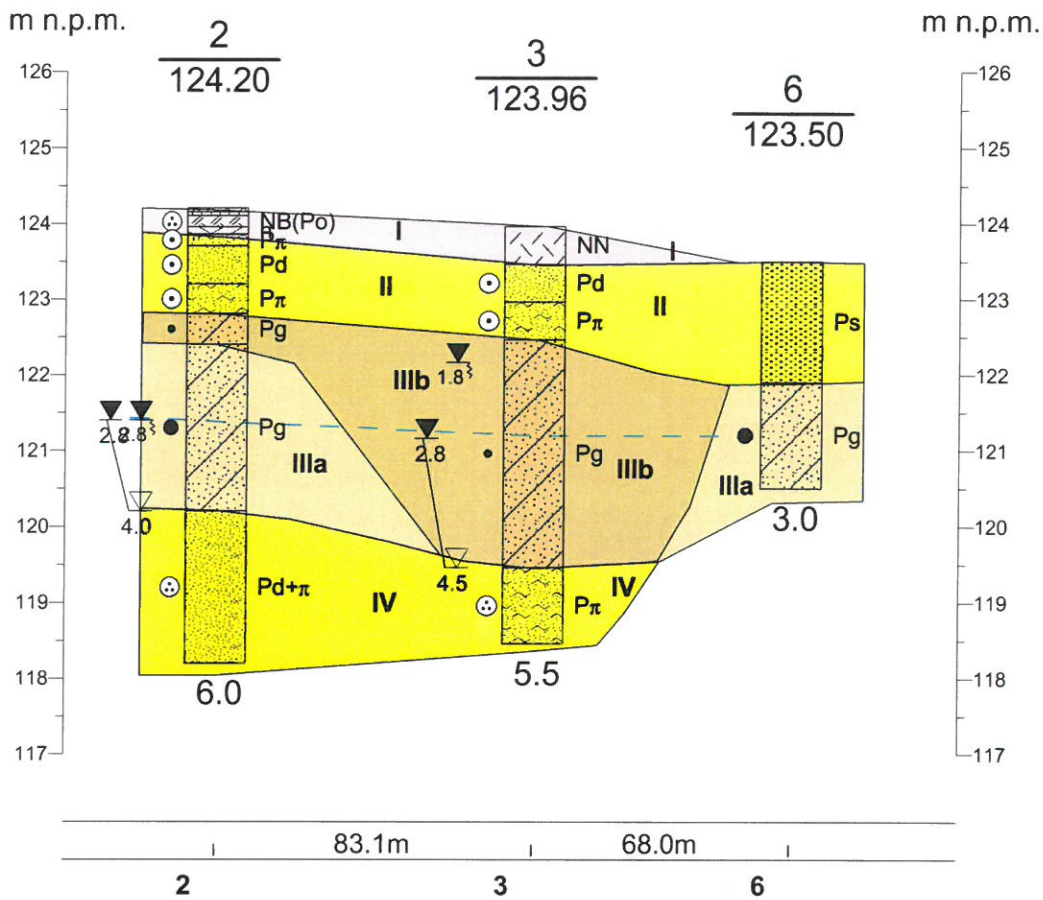 m n.p.m.
m n.p.m.
2
124.20
3
123.96
6
123.50
126
125
124
123
122
121
120
119
118
117
126
125
124
123
122
121
120
119
118
117
NB(Po)
Pπ
Pd
Pπ
Pg
Pg
Pd+π
6.0
I
II
IIIb
IIIa
IV
2.8
2.8
4.0
1.8
2.8
4.5
NN
Pd
Pπ
Pg
Pπ
5.5
I
II
IIIb
IIIa
IV
Ps
Pg
3.0
83.1m
68.0m
2
3
6